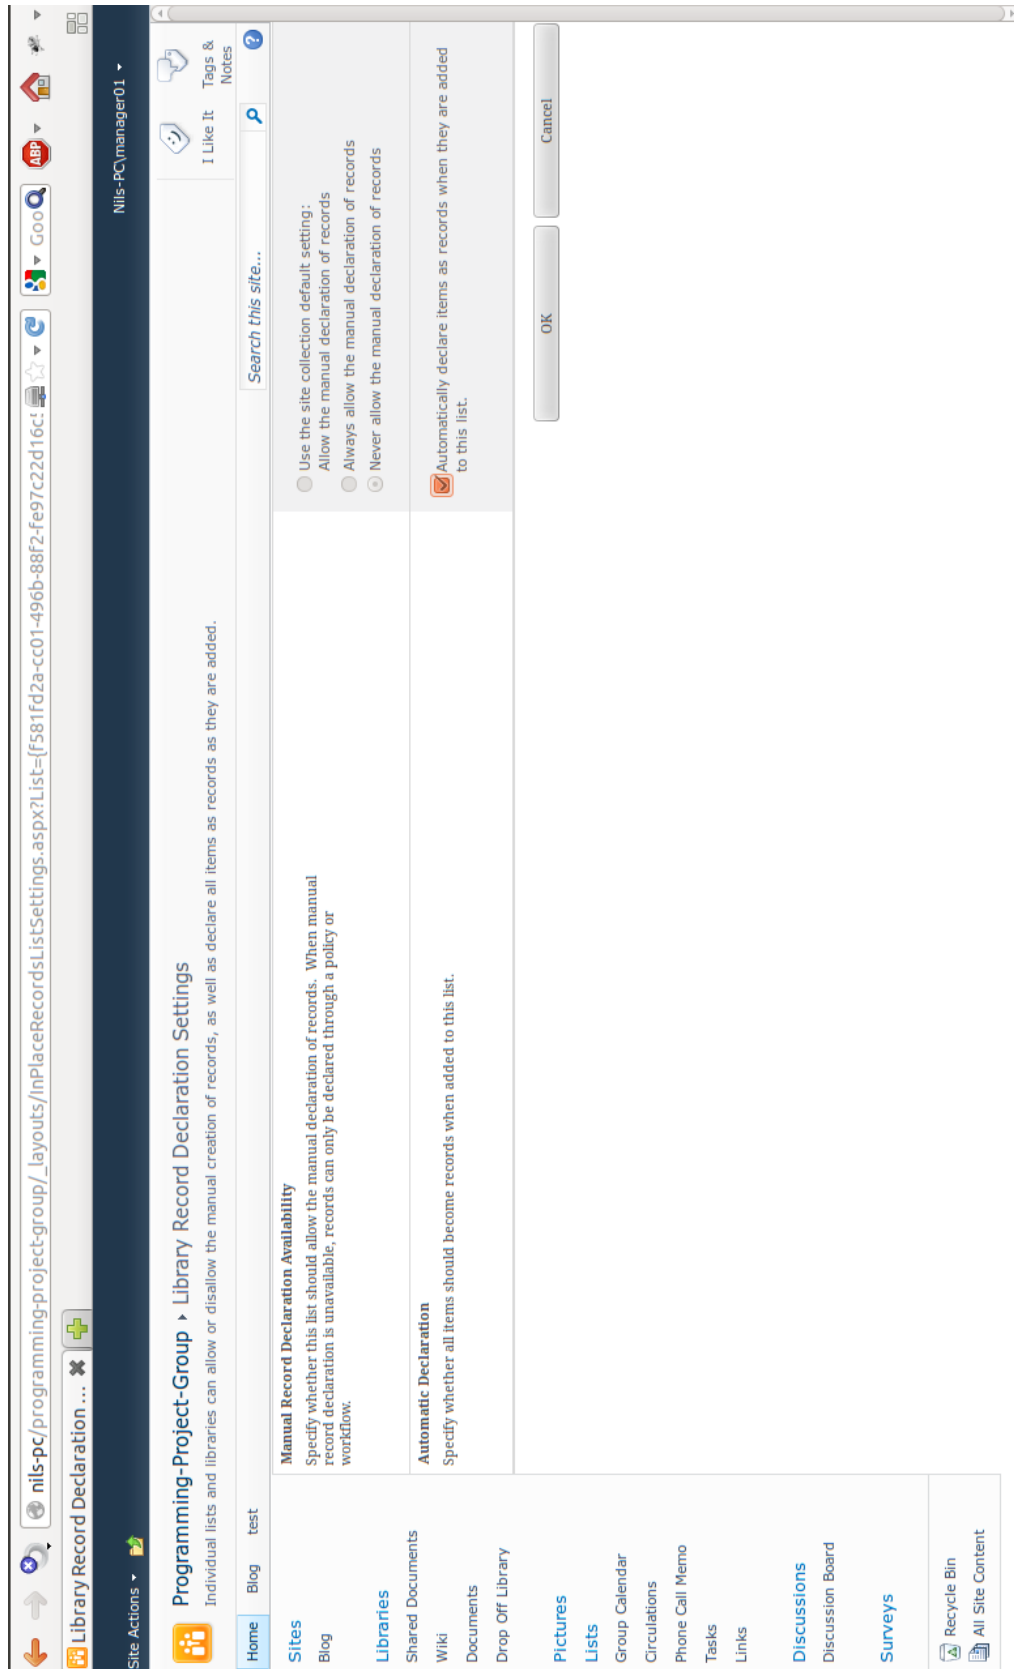 nils-pc/programming-project-group/_layouts/InPlaceRecordsListSettings.aspx?List={f581fd2a-cc01-496b-88f2-fe97c22d16c
Goo
ABP
Library Record Declaration ...
Site Actions
Nils-PC\manager01
Programming-Project-Group ▸ Library Record Declaration Settings
Individual lists and libraries can allow or disallow the manual creation of records, as well as declare all items as records as they are added.
I Like It
Tags &
Notes
Home
Blog
test
Search this site...
Sites
Blog
Libraries
Shared Documents
Wiki
Documents
Drop Off Library
Pictures
Lists
Group Calendar
Circulations
Phone Call Memo
Tasks
Links
Discussions
Discussion Board
Surveys
Recycle Bin
All Site Content
Manual Record Declaration Availability
Specify whether this list should allow the manual declaration of records. When manual
record declaration is unavailable, records can only be declared through a policy or
workflow.
Use the site collection default setting:
Allow the manual declaration of records
Always allow the manual declaration of records
Never allow the manual declaration of records
Automatic Declaration
Specify whether all items should become records when added to this list.
Automatically declare items as records when they are added
to this list.
OK
Cancel